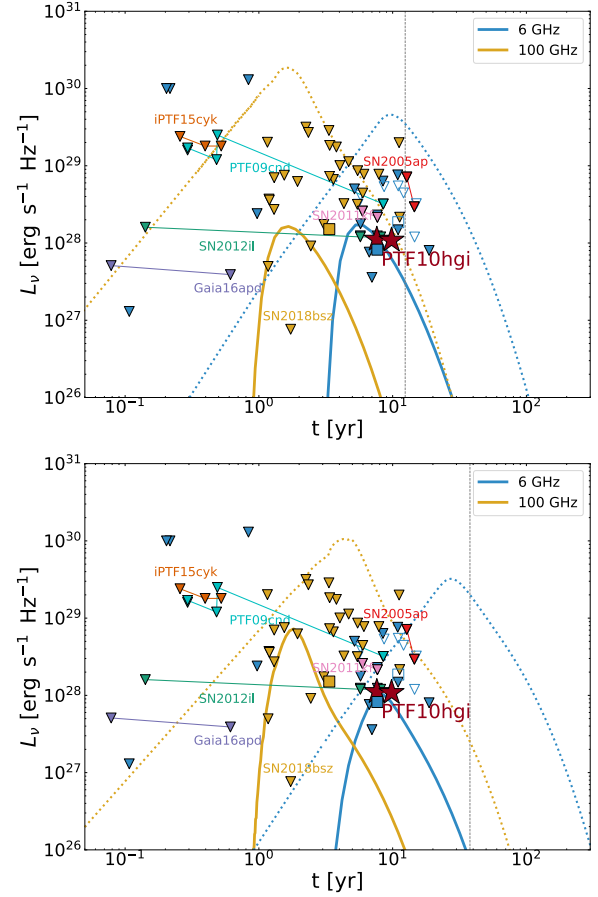 10^31
6 GHz
100 GHz
10^30
iPTF15cyk
PTF09cnd
SN2005ap
10^29
SN2012il
10^28
PTF10hgi
Gaia16apd
10^27
SN2018bsz
10^26
10^−1
10^0
10^1
10^2
L_ν [erg s^−1 Hz^−1]
t [yr]
10^31
6 GHz
100 GHz
10^30
iPTF15cyk
PTF09cnd
SN2005ap
10^29
SN2012il
10^28
PTF10hgi
Gaia16apd
10^27
SN2018bsz
10^26
10^−1
10^0
10^1
10^2
L_ν [erg s^−1 Hz^−1]
t [yr]